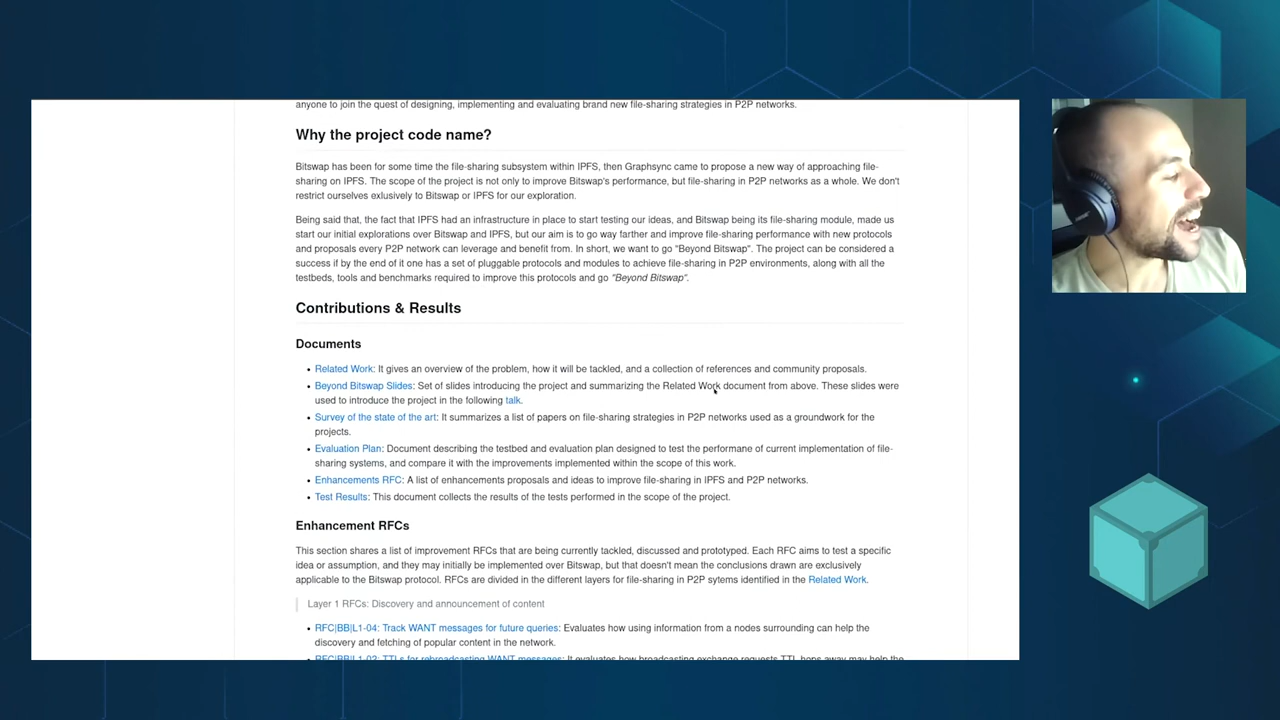 anyone to join the quest of designing, implementing and evaluating brand new file-sharing strategies in P2P networks.
Why the project code name?
Bitswap has been for some time the file-sharing subsystem within IPFS, then Graphsync came to propose a new way of approaching file-
sharing on IPFS. The scope of the project is not only to improve Bitswap's performance, but file-sharing in P2P networks as a whole. We don't
restrict ourselves exlusively to Bitswap or IPFS for our exploration.
Being said that, the fact that IPFS had an infrastructure in place to start testing our ideas, and Bitswap being its file-sharing module, made us
start our initial explorations over Bitswap and IPFS, but our aim is to go way farther and improve file-sharing performance with new protocols
and proposals every P2P network can leverage and benefit from. In short, we want to go "Beyond Bitswap". The project can be considered a
success if by the end of it one has a set of pluggable protocols and modules to achieve file-sharing in P2P environments, along with all the
testbeds, tools and benchmarks required to improve this protocols and go "Beyond Bitswap".
Contributions & Results
Documents
• Related Work: It gives an overview of the problem, how it will be tackled, and a collection of references and community proposals.
• Beyond Bitswap Slides: Set of slides introducing the project and summarizing the Related Work document from above. These slides were
used to introduce the project in the following talk.
• Survey of the state of the art: It summarizes a list of papers on file-sharing strategies in P2P networks used as a groundwork for the
projects.
• Evaluation Plan: Document describing the testbed and evaluation plan designed to test the performane of current implementation of file-
sharing systems, and compare it with the improvements implemented within the scope of this work.
• Enhancements RFC: A list of enhancements proposals and ideas to improve file-sharing in IPFS and P2P networks.
• Test Results: This document collects the results of the tests performed in the scope of the project.
Enhancement RFCs
This section shares a list of improvement RFCs that are being currently tackled, discussed and prototyped. Each RFC aims to test a specific
idea or assumption, and they may initially be implemented over Bitswap, but that doesn't mean the conclusions drawn are exclusively
applicable to the Bitswap protocol. RFCs are divided in the different layers for file-sharing in P2P sytems identified in the Related Work.
Layer 1 RFCs: Discovery and announcement of content
• RFC|BB|L1-04: Track WANT messages for future queries: Evaluates how using information from a nodes surrounding can help the
discovery and fetching of popular content in the network.
• RFC|BB|L1-02: TTLs for rebroadcasting WANT messages: It evaluates how broadcasting exchange requests TTL hops away may help the